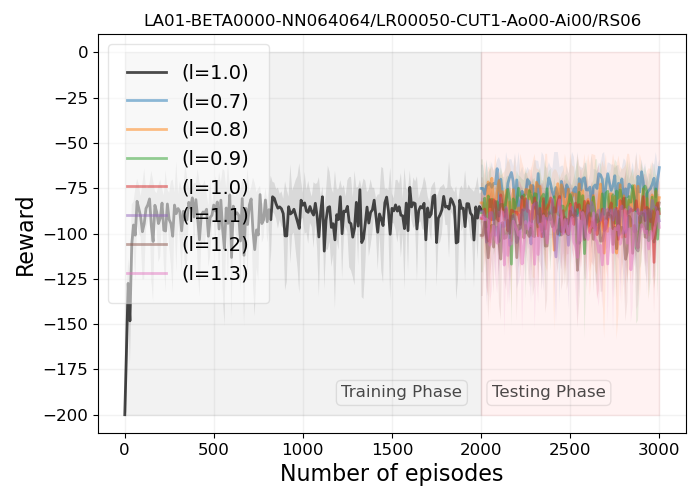 LA01-BETA0000-NN064064/LR00050-CUT1-Ao00-Ai00/RS06
Reward
0
−25
−50
−75
−100
−125
−150
−175
−200
(l=1.0)
(l=0.7)
(l=0.8)
(l=0.9)
(l=1.0)
(l=1.1)
(l=1.2)
(l=1.3)
Training Phase
Testing Phase
0 500 1000 1500 2000 2500 3000
Number of episodes